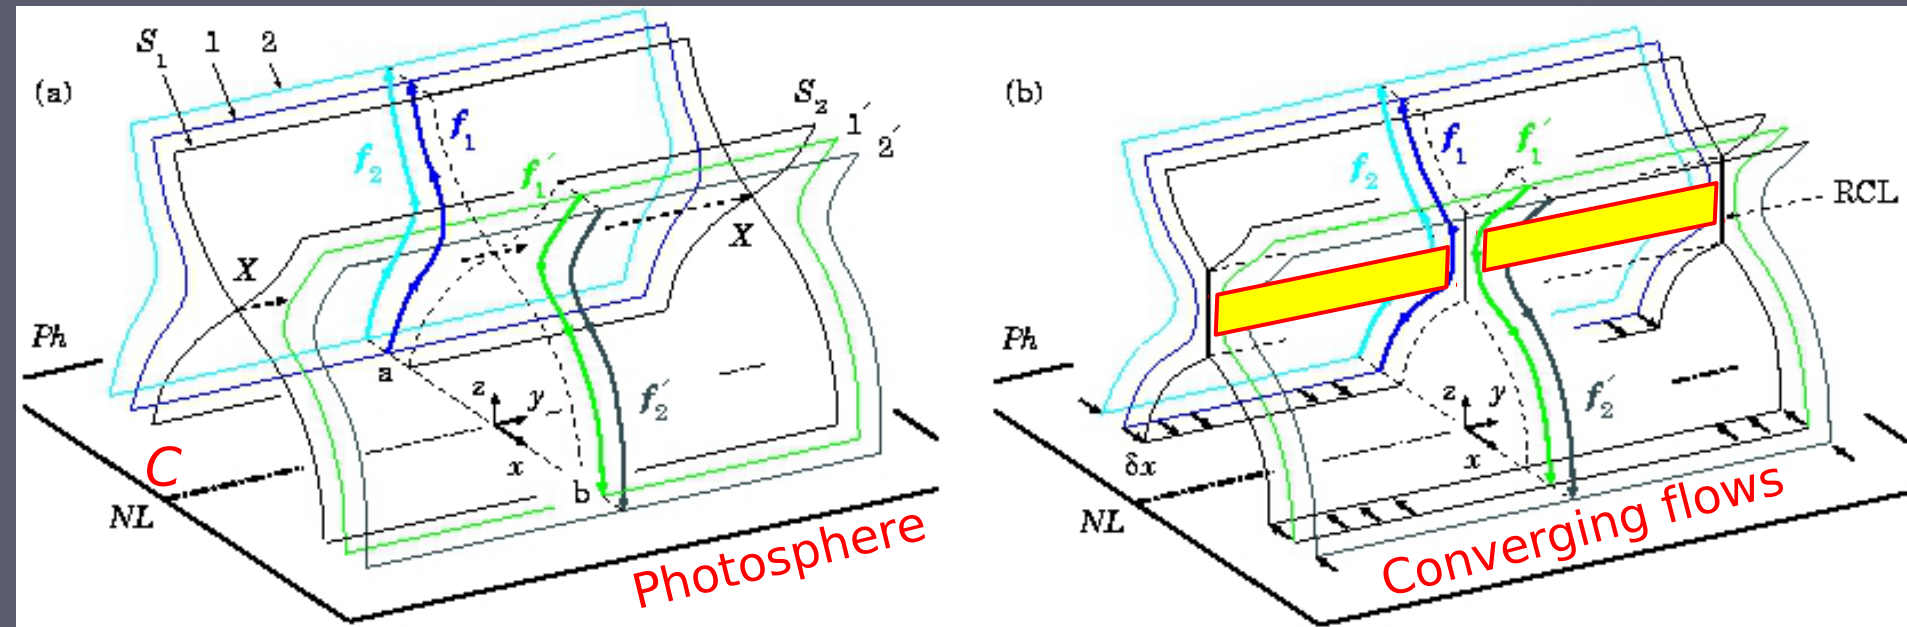 (a)
S₁ 1 2
S₂ 1′ 2′
f₂ f₁ f₁′
X X
Ph
a
z y
x
f₂′
b
C
NL
Photosphere
(b)
f₂ f₁ f₁′
RCL
Ph
z y
x
f₂′
δx
NL
Converging flows